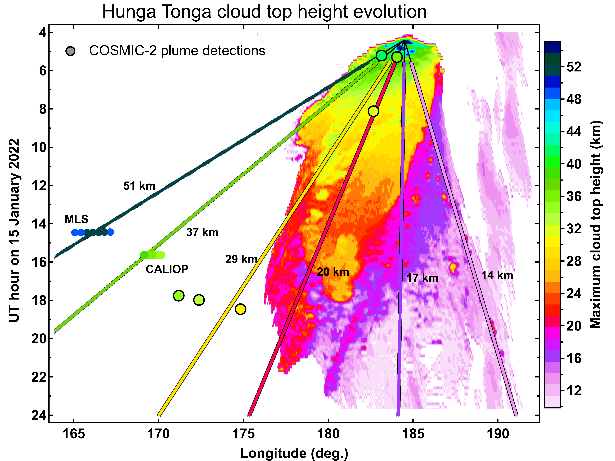 Hunga Tonga cloud top height evolution
COSMIC-2 plume detections
4
6
8
10
12
14
16
18
20
22
24
UT hour on 15 January 2022
51 km
MLS
37 km
CALIOP
29 km
20 km
17 km
14 km
165
170
175
180
185
190
Longitude (deg.)
52
48
44
40
36
32
28
24
20
16
12
Maximum cloud top height (km)